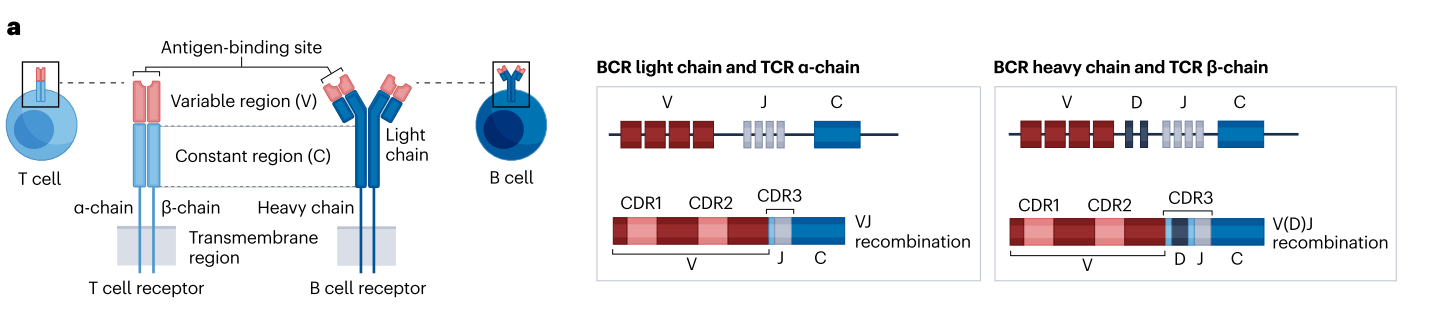 a
Antigen-binding site
Variable region (V)
Constant region (C)
Light
chain
T cell
B cell
α-chain
β-chain
Heavy chain
Transmembrane
region
T cell receptor
B cell receptor
BCR light chain and TCR α-chain
V
J
C
CDR1
CDR2
CDR3
VJ
recombination
V
J
C
BCR heavy chain and TCR β-chain
V
D
J
C
CDR1
CDR2
CDR3
V(D)J
recombination
V
D
J
C